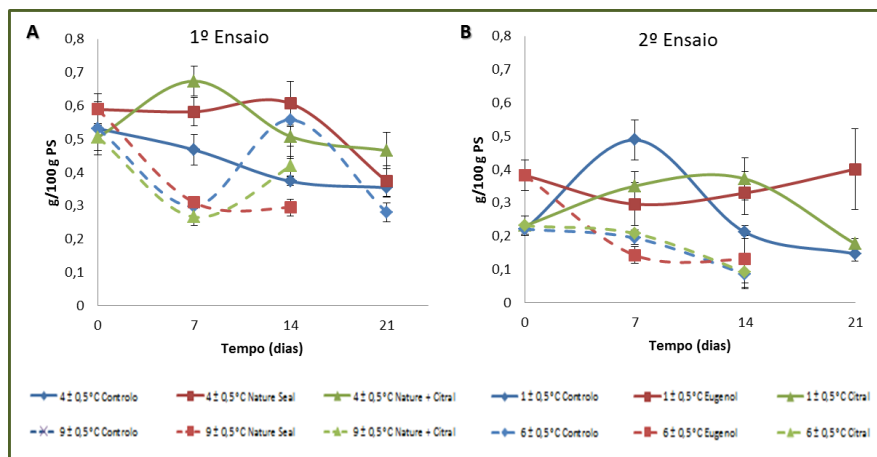 A
1º Ensaio
0,8
0,7
0,6
0,5
0,4
0,3
0,2
0,1
0
g/100 g PS
0 7 14 21
Tempo (dias)
B
2º Ensaio
0,8
0,7
0,6
0,5
0,4
0,3
0,2
0,1
0
g/100 g PS
0 7 14 21
Tempo (dias)
4± 0,5°C Controlo 4± 0,5°C Nature Seal 4± 0,5°C Nature + Citral 1± 0,5°C Controlo 1± 0,5°C Eugenol 1± 0,5°C Citral
9± 0,5°C Controlo 9± 0,5°C Nature Seal 9± 0,5°C Nature + Citral 6± 0,5°C Controlo 6± 0,5°C Eugenol 6± 0,5°C Citral